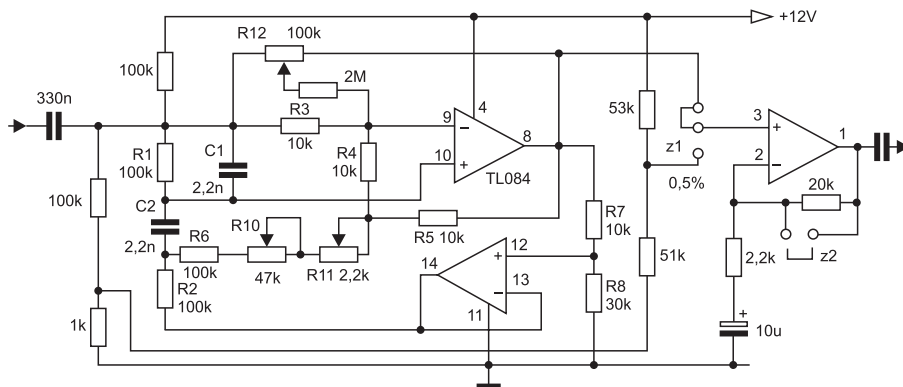 +12V
R12
100k
100k
2M
330n
R3
10k
53k
4
9
8
10
TL084
R1
100k
C1
2,2n
R4
10k
z1
0,5%
3
1
2
100k
C2
2,2n
20k
R10
47k
R6
100k
R11 2,2k
R5 10k
R7
10k
51k
2,2k
z2
R2
100k
14
12
13
11
R8
30k
1k
+
10u